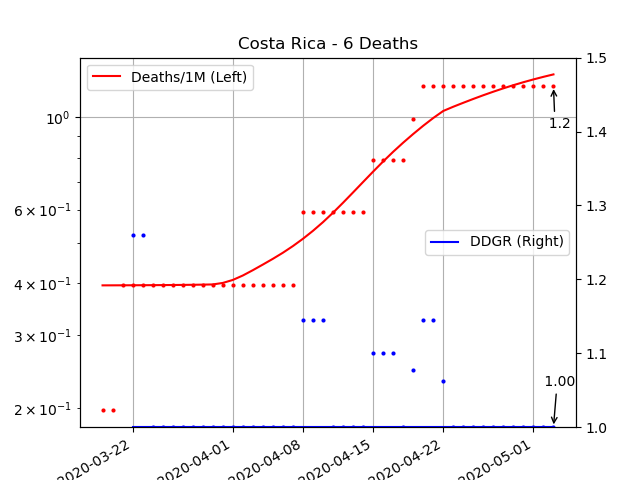 Costa Rica - 6 Deaths
Deaths/1M (Left)
DDGR (Right)
10⁰
6 × 10⁻¹
4 × 10⁻¹
3 × 10⁻¹
2 × 10⁻¹
1.5
1.4
1.3
1.2
1.1
1.0
1.2
1.00
2020-03-22
2020-04-01
2020-04-08
2020-04-15
2020-04-22
2020-05-01